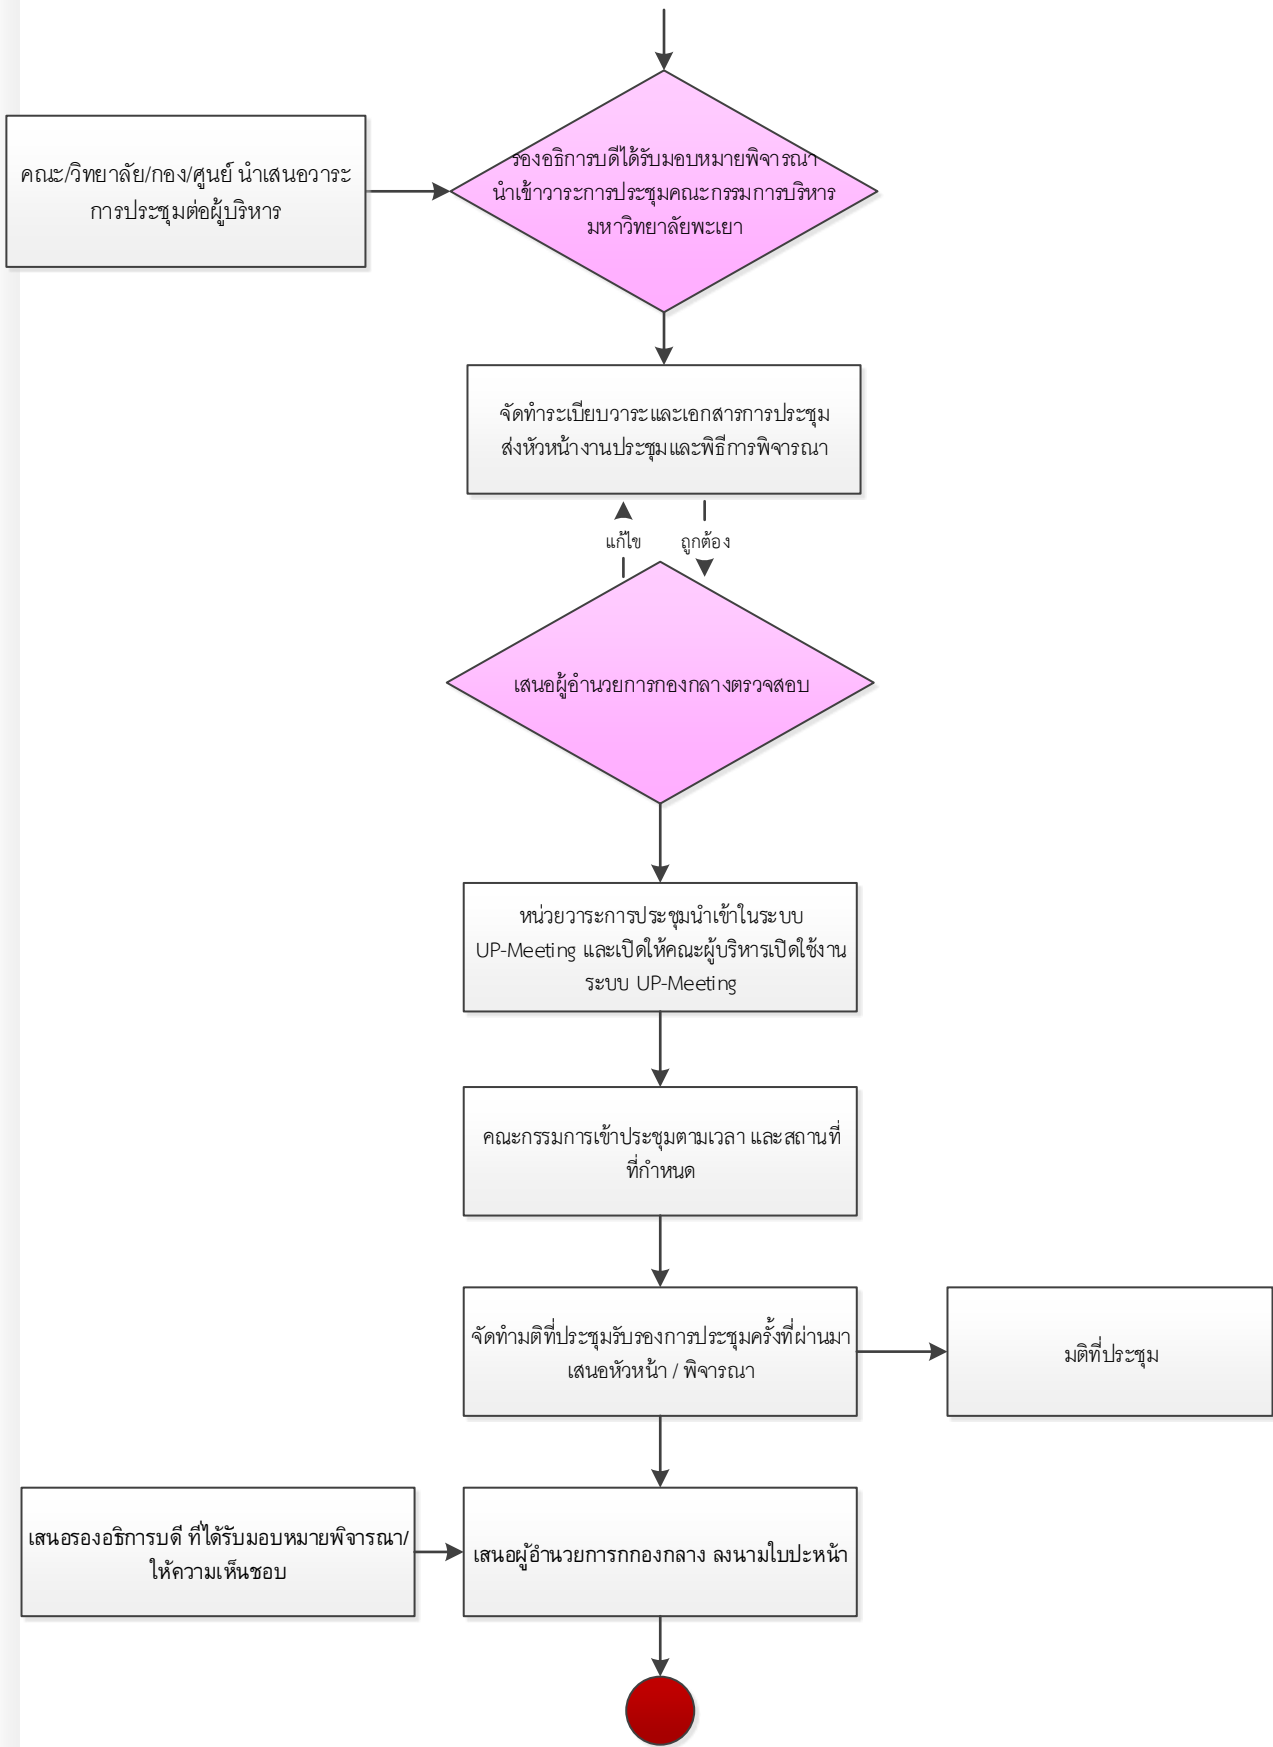 คณะ/วิทยาลัย/กอง/ศูนย์ นำเสนอวาระ
การประชุมต่อผู้บริหาร
รองอธิการบดีได้รับมอบหมายพิจารณา
นำเข้าวาระการประชุมคณะกรรมการบริหาร
มหาวิทยาลัยพะเยา
จัดทำระเบียบวาระและเอกสารการประชุม
ส่งหัวหน้างานประชุมและพิธีการพิจารณา
แก้ไข
ถูกต้อง
เสนอผู้อำนวยการกองกลางตรวจสอบ
หน่วยวาระการประชุมนำเข้าในระบบ
UP-Meeting และเปิดให้คณะผู้บริหารเปิดใช้งาน
ระบบ UP-Meeting
คณะกรรมการเข้าประชุมตามเวลา และสถานที่
ที่กำหนด
จัดทำมติที่ประชุมรับรองการประชุมครั้งที่ผ่านมา
เสนอหัวหน้า / พิจารณา
มติที่ประชุม
เสนอรองอธิการบดี ที่ได้รับมอบหมายพิจารณา/
ให้ความเห็นชอบ
เสนอผู้อำนวยการกกองกลาง ลงนามใบปะหน้า